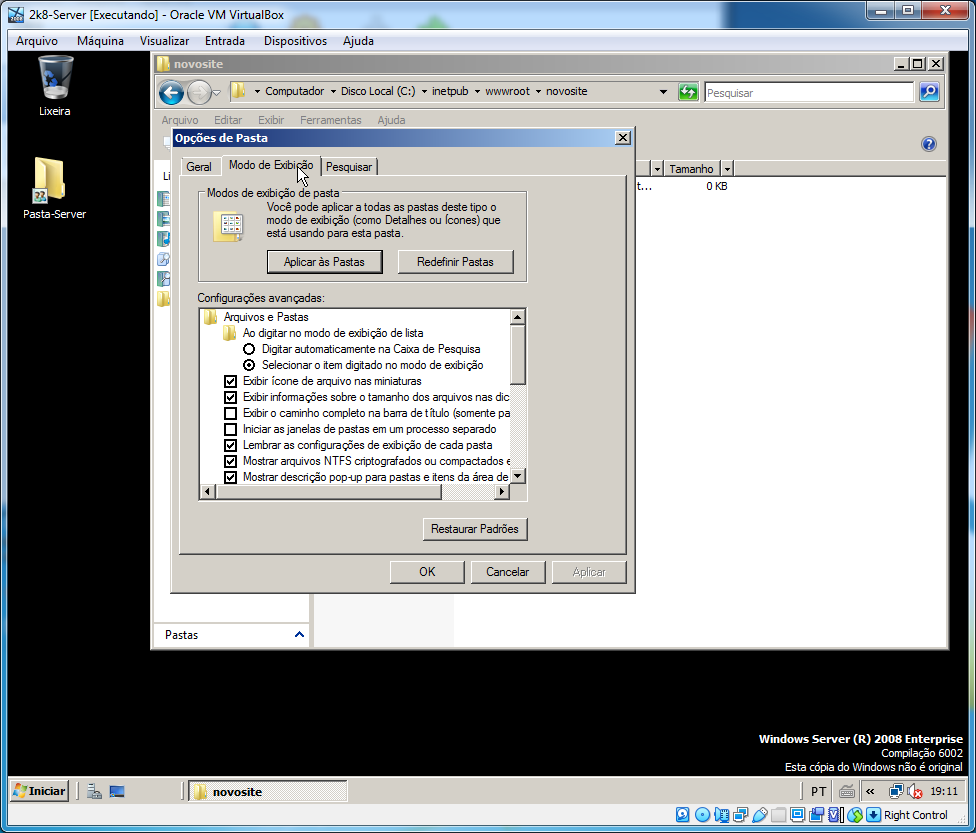 2k8-Server [Executando] - Oracle VM VirtualBox
Arquivo Máquina Visualizar Entrada Dispositivos Ajuda
novosite
Lixeira
Computador Disco Local (C:) inetpub wwwroot novosite
Pesquisar
Arquivo Editar Exibir Ferramentas Ajuda
Opções de Pasta
Geral Modo de Exibição Pesquisar
Tamanho
t... 0 KB
Li
Pasta-Server
Modos de exibição de pasta
Você pode aplicar a todas as pastas deste tipo o
modo de exibição (como Detalhes ou Ícones) que
está usando para esta pasta.
Aplicar às Pastas Redefinir Pastas
Configurações avançadas:
Arquivos e Pastas
Ao digitar no modo de exibição de lista
Digitar automaticamente na Caixa de Pesquisa
Selecionar o item digitado no modo de exibição
Exibir ícone de arquivo nas miniaturas
Exibir informações sobre o tamanho dos arquivos nas dic
Exibir o caminho completo na barra de título (somente pa
Iniciar as janelas de pastas em um processo separado
Lembrar as configurações de exibição de cada pasta
Mostrar arquivos NTFS criptografados ou compactados e
Mostrar descrição pop-up para pastas e itens da área de
Restaurar Padrões
OK Cancelar Aplicar
Pastas
Windows Server (R) 2008 Enterprise
Compilação 6002
Esta cópia do Windows não é original
Iniciar novosite PT « 19:11
Right Control